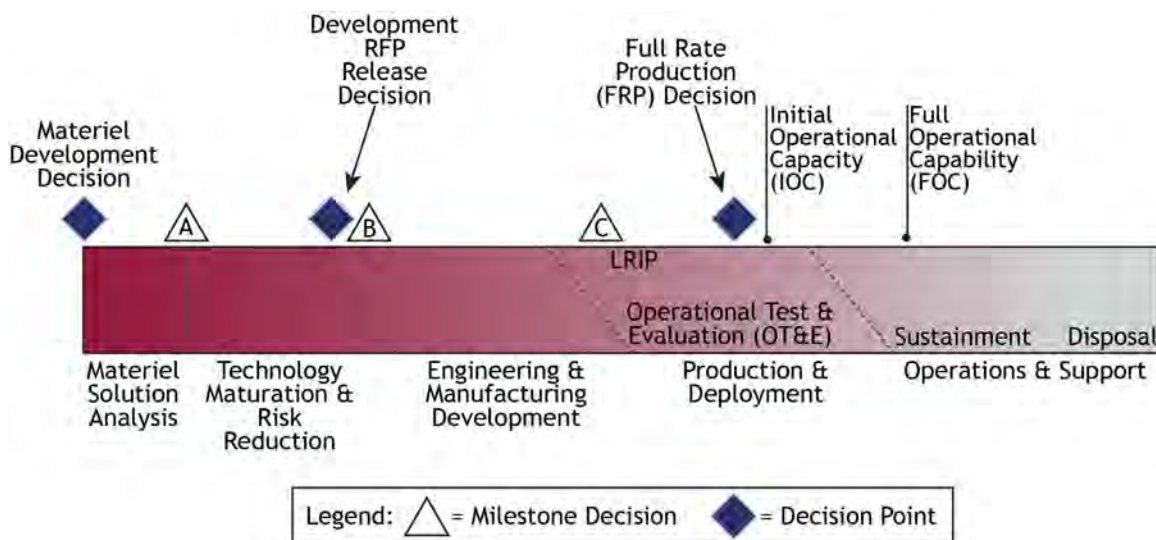 Development
RFP
Release
Decision
Full Rate
Production
(FRP) Decision
Materiel
Development
Decision
Initial
Operational
Capacity
(IOC)
Full
Operational
Capability
(FOC)
A
B
C
LRIP
Operational Test &
Evaluation (OT&E)
Sustainment
Disposal
Materiel
Solution
Analysis
Technology
Maturation &
Risk
Reduction
Engineering &
Manufacturing
Development
Production &
Deployment
Operations & Support
Legend:
= Milestone Decision
= Decision Point